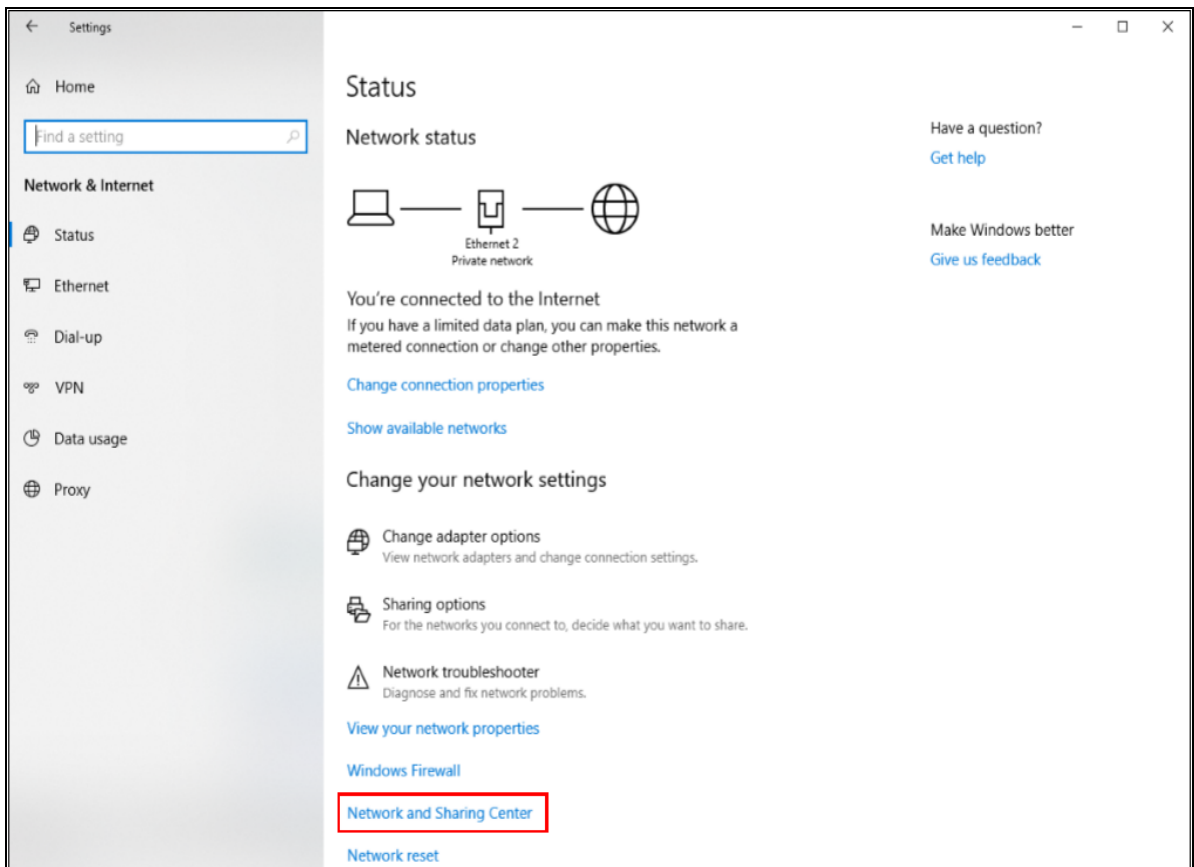 Settings
Home
Find a setting
Network & Internet
Status
Ethernet
Dial-up
VPN
Data usage
Proxy
Status
Network status
Ethernet 2
Private network
You're connected to the Internet
If you have a limited data plan, you can make this network a
metered connection or change other properties.
Change connection properties
Show available networks
Change your network settings
Change adapter options
View network adapters and change connection settings.
Sharing options
For the networks you connect to, decide what you want to share.
Network troubleshooter
Diagnose and fix network problems.
View your network properties
Windows Firewall
Network and Sharing Center
Network reset
Have a question?
Get help
Make Windows better
Give us feedback